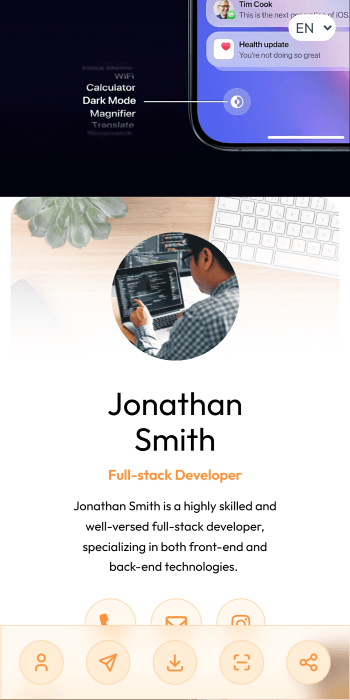 Tim Cook
This is the next generation of iOS.
EN
Health update
You're not doing so great
WiFi
Calculator
Dark Mode
Magnifier
Translate
Jonathan
Smith
Full-stack Developer
Jonathan Smith is a highly skilled and
well-versed full-stack developer,
specializing in both front-end and
back-end technologies.